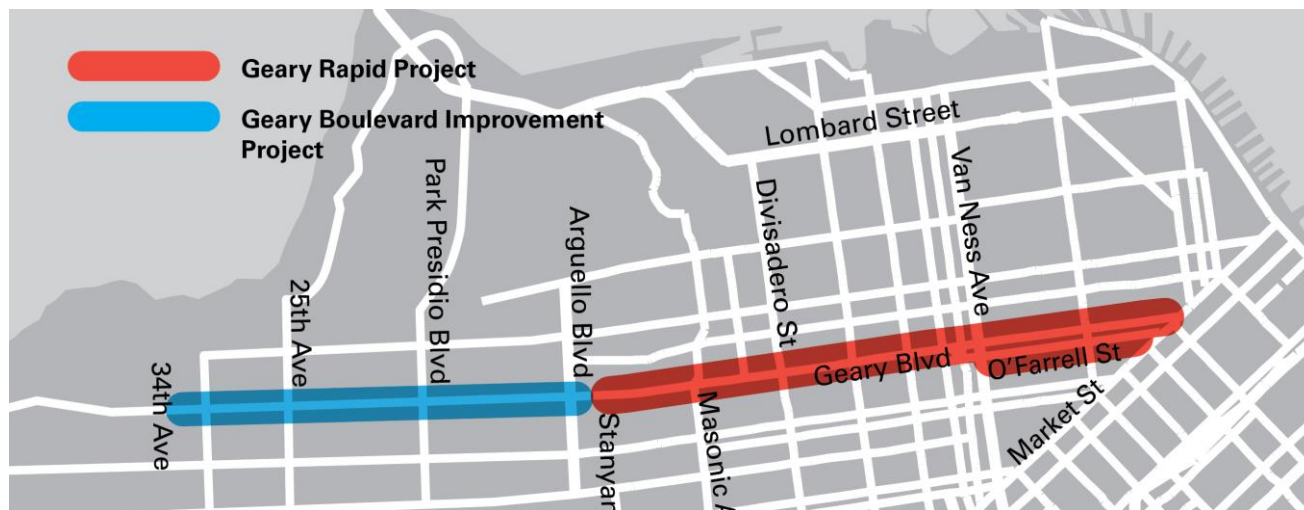 Geary Rapid Project
Geary Boulevard Improvement
Project
Lombard Street
Van Ness Ave
Park Presidio Blvd
Divisadero St
Arguello Blvd
25th Ave
34th Ave
Geary Blvd
O'Farrell St
Market St
Masonic A
Stanyan